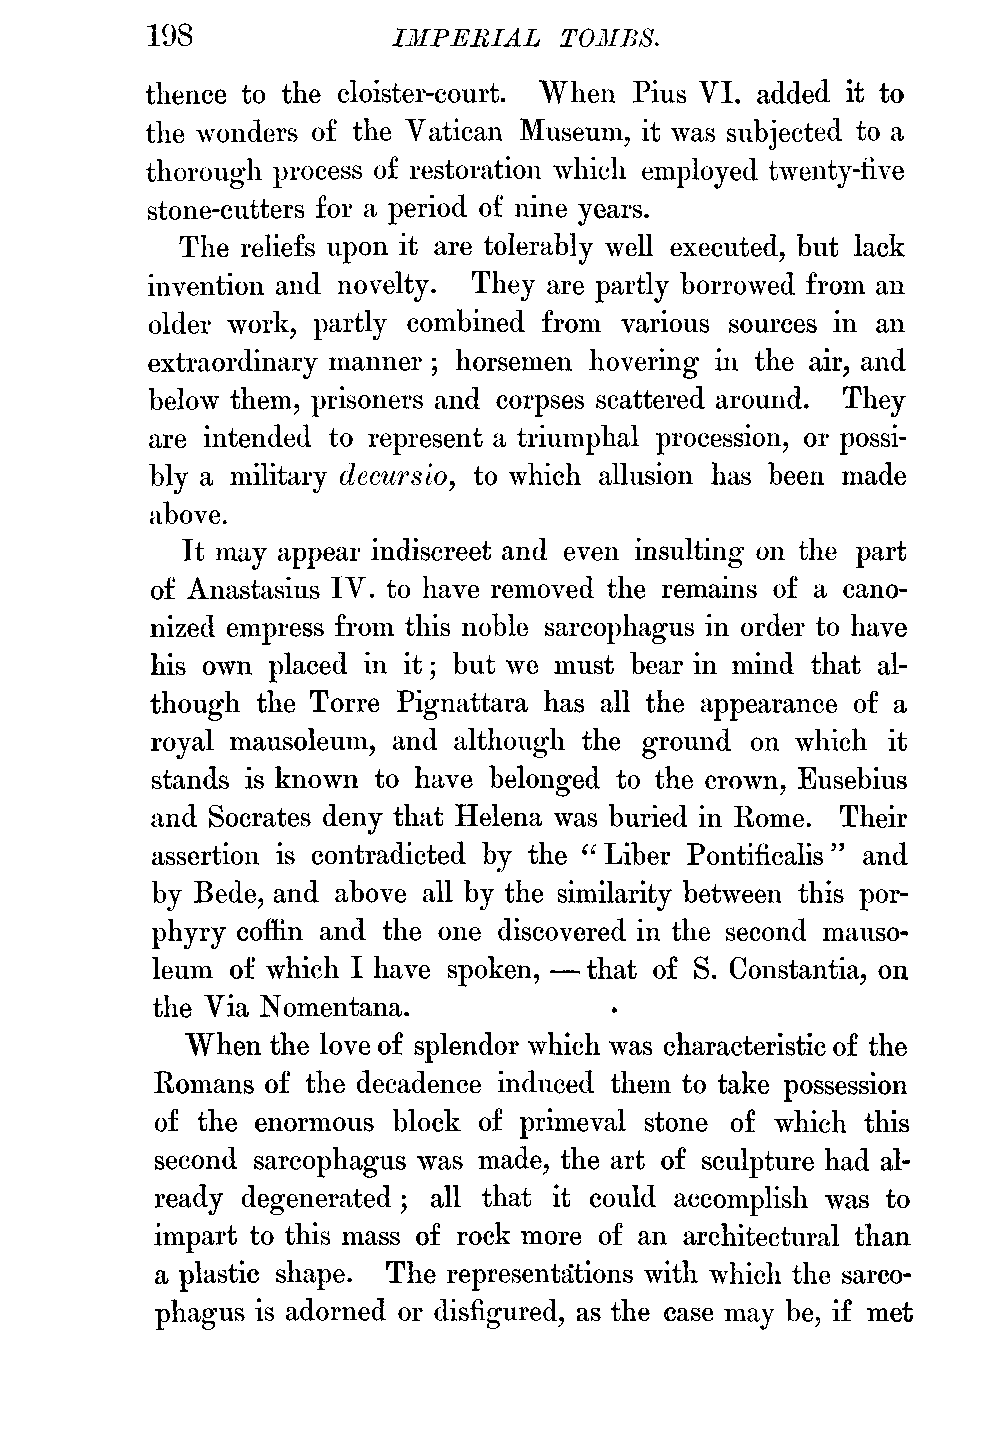 198 IMPERIAL TOMBS.
thence to the cloister-court. When Pius VI. added it to
the wonders of the Vatican Museum, it was subjected to a
thorough process of restoration which employed twenty-five
stone-cutters for a period of nine years.
The reliefs upon it are tolerably well executed, but lack
invention and novelty. They are partly borrowed from an
older work, partly combined from various sources in an
extraordinary manner ; horsemen hovering in the air, and
below them, prisoners and corpses scattered around. They
are intended to represent a triumphal procession, or possi-
bly a military decursio, to which allusion has been made
above.
It may appear indiscreet and even insulting on the part
of Anastasius IV. to have removed the remains of a cano-
nized empress from this noble sarcophagus in order to have
his own placed in it ; but we must bear in mind that al-
though the Torre Pignattara has all the appearance of a
royal mausoleum, and although the ground on which it
stands is known to have belonged to the crown, Eusebius
and Socrates deny that Helena was buried in Rome. Their
assertion is contradicted by the “ Liber Pontificalis ” and
by Bede, and above all by the similarity between this por-
phyry coffin and the one discovered in the second mauso-
leum of which I have spoken, — that of S. Constantia, on
the Via Nomentana.
When the love of splendor which was characteristic of the
Romans of the decadence induced them to take possession
of the enormous block of primeval stone of which this
second sarcophagus was made, the art of sculpture had al-
ready degenerated ; all that it could accomplish was to
impart to this mass of rock more of an architectural than
a plastic shape. The representations with which the sarco-
phagus is adorned or disfigured, as the case may be, if met